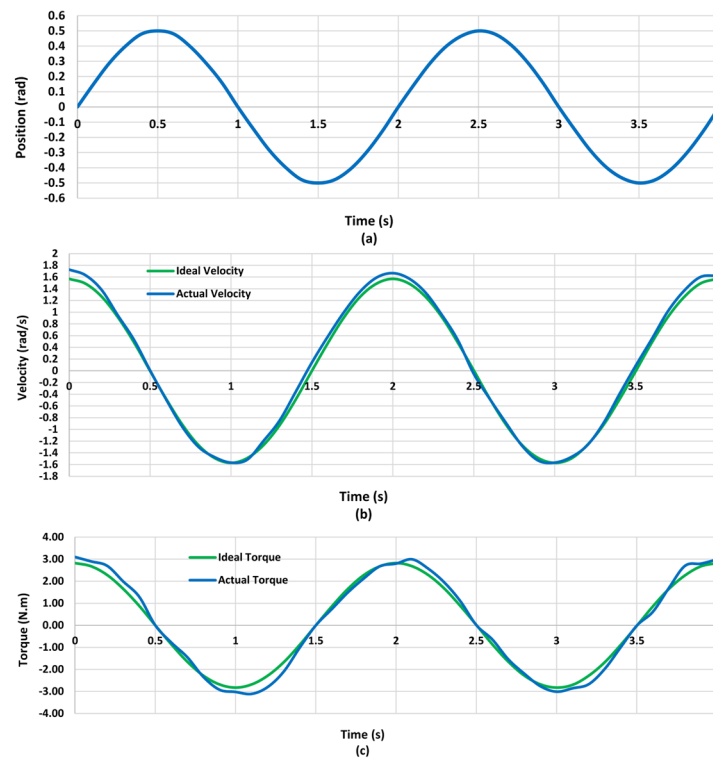 0.6
0.5
0.4
0.3
0.2
0.1
0
-0.1
-0.2
-0.3
-0.4
-0.5
-0.6
Position (rad)
0 0.5 1 1.5 2 2.5 3 3.5
Time (s)
(a)
2
1.8
1.6
1.4
1.2
1
0.8
0.6
0.4
0.2
0
-0.2
-0.4
-0.6
-0.8
-1
-1.2
-1.4
-1.6
-1.8
Velocity (rad/s)
Ideal Velocity
Actual Velocity
0 0.5 1 1.5 2 2.5 3 3.5
Time (s)
(b)
4.00
3.00
2.00
1.00
0.00
-1.00
-2.00
-3.00
-4.00
Torque (N.m)
Ideal Torque
Actual Torque
0 0.5 1 1.5 2 2.5 3 3.5
Time (s)
(c)